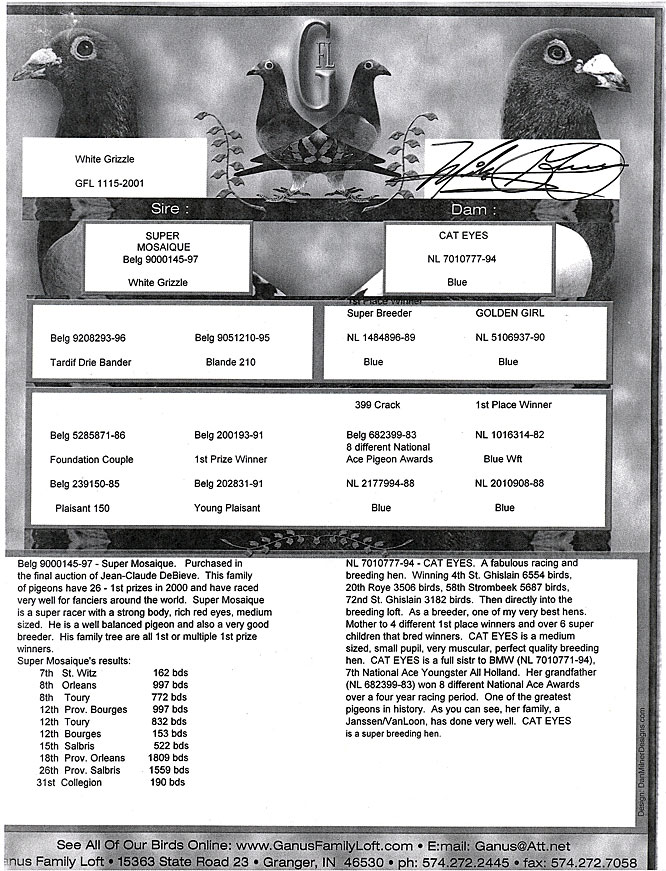 GFL
White Grizzle
GFL 1115-2001
Sire :
Dam :
SUPER
MOSAIQUE
Belg 9000145-97
White Grizzle
CAT EYES
NL 7010777-94
Blue
Belg 9208293-96
Tardif Drie Bander
Belg 9051210-95
Blande 210
1st Place Winner
Super Breeder
NL 1484896-89
Blue
GOLDEN GIRL
NL 5106937-90
Blue
Belg 5285871-86
Foundation Couple
Belg 239150-85
Plaisant 150
Belg 200193-91
1st Prize Winner
Belg 202831-91
Young Plaisant
399 Crack
Belg 682399-83
8 different National
Ace Pigeon Awards
NL 2177994-88
Blue
1st Place Winner
NL 1016314-82
Blue Wft
NL 2010908-88
Blue
Belg 9000145-97 - Super Mosaique. Purchased in
the final auction of Jean-Claude DeBieve. This family
of pigeons have 26 - 1st prizes in 2000 and have raced
very well for fanciers around the world. Super Mosaique
is a super racer with a strong body, rich red eyes, medium
sized. He is a well balanced pigeon and also a very good
breeder. His family tree are all 1st or multiple 1st prize
winners.
Super Mosaique's results:
7th St. Witz 162 bds
8th Orleans 997 bds
8th Toury 772 bds
12th Prov. Bourges 997 bds
12th Toury 832 bds
12th Bourges 153 bds
15th Salbris 522 bds
18th Prov. Orleans 1809 bds
26th Prov. Salbris 1559 bds
31st Collegion 190 bds
NL 7010777-94 - CAT EYES. A fabulous racing and
breeding hen. Winning 4th St. Ghislain 6554 birds,
20th Roye 3506 birds, 58th Strombeek 5687 birds,
72nd St. Ghislain 3182 birds. Then directly into the
breeding loft. As a breeder, one of my very best hens.
Mother to 4 different 1st place winners and over 6 super
children that bred winners. CAT EYES is a medium
sized, small pupil, very muscular, perfect quality breeding
hen. CAT EYES is a full sistr to BMW (NL 7010771-94),
7th National Ace Youngster All Holland. Her grandfather
(NL 682399-83) won 8 different National Ace Awards
over a four year racing period. One of the greatest
pigeons in history. As you can see, her family, a
Janssen/VanLoon, has done very well. CAT EYES
is a super breeding hen.
Design: DanMilnerDesigns.com
See All Of Our Birds Online: www.GanusFamilyLoft.com • E:mail: Ganus@Att.net
anus Family Loft • 15363 State Road 23 • Granger, IN 46530 • ph: 574.272.2445 • fax: 574.272.7058